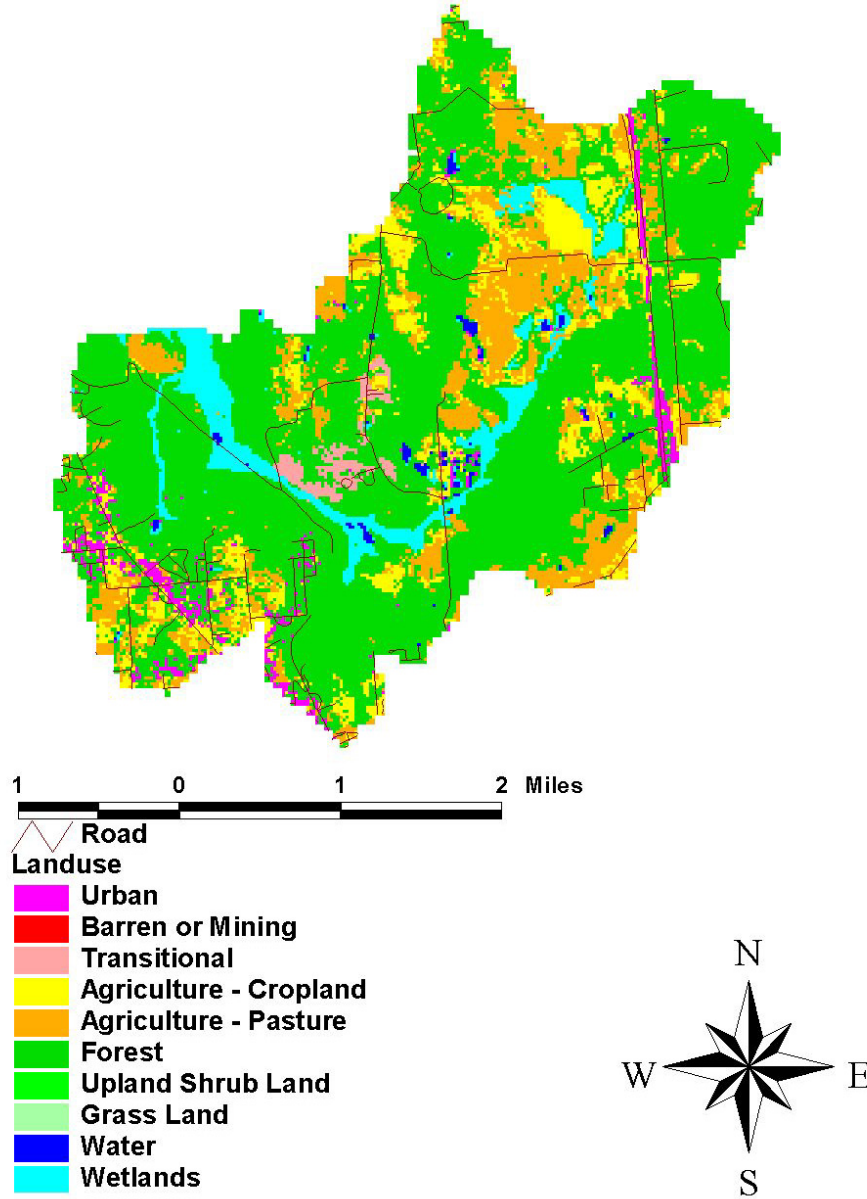 1 0 1 2 Miles
Road
Landuse
Urban
Barren or Mining
Transitional
Agriculture - Cropland
Agriculture - Pasture
Forest
Upland Shrub Land
Grass Land
Water
Wetlands
N
W E
S